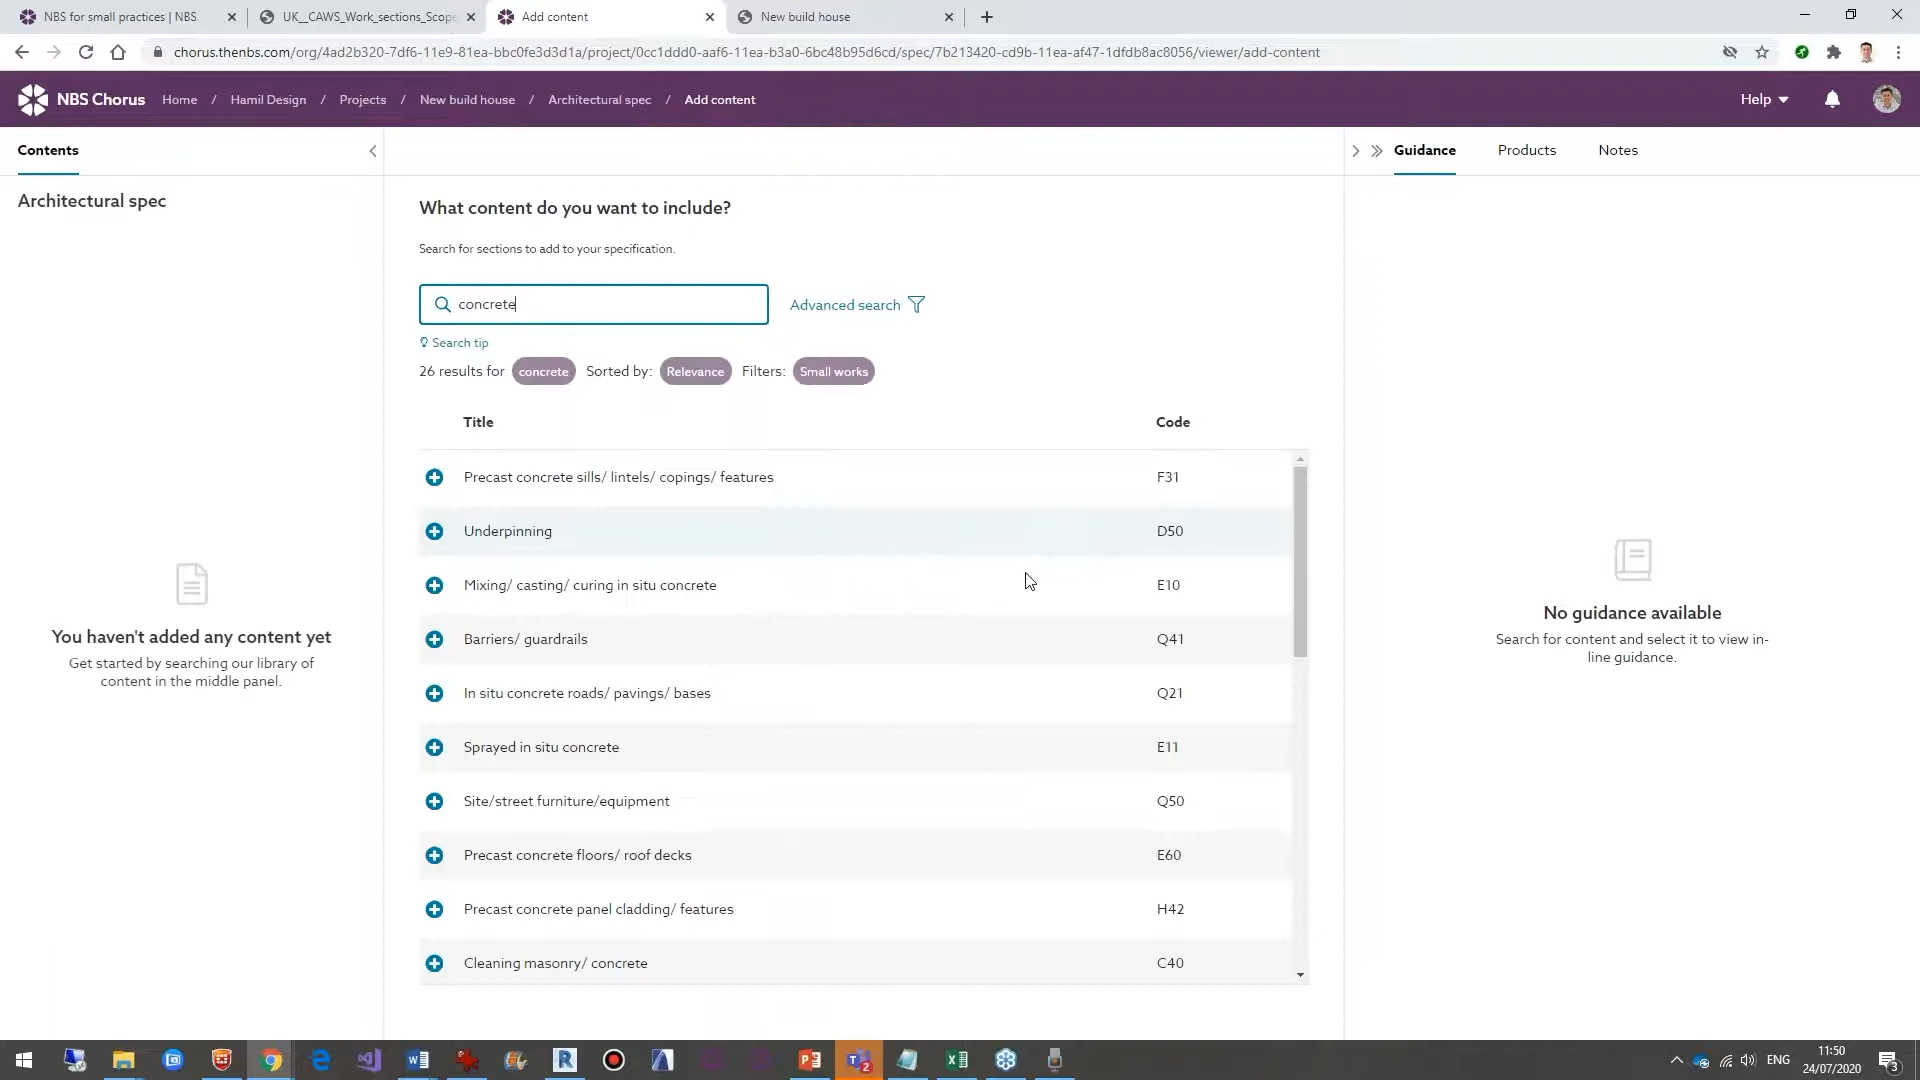 NBS for small practices | NBS
UK__CAWS_Work_sections_Scope
Add content
New build house
chorus.thenbs.com/org/4ad2b320-7df6-11e9-81ea-bbc0fe3d3d1a/project/0cc1ddd0-aaf6-11ea-b3a0-6bc48b95d6cd/spec/7b213420-cd9b-11ea-af47-1dfdb8ac8056/viewer/add-content
NBS Chorus
Home / Hamil Design / Projects / New build house / Architectural spec / Add content
Help
Contents
Guidance
Products
Notes
Architectural spec
What content do you want to include?
Search for sections to add to your specification.
concrete
Advanced search
Search tip
26 results for concrete Sorted by: Relevance Filters: Small works
Title Code
Precast concrete sills/ lintels/ copings/ features F31
Underpinning D50
Mixing/ casting/ curing in situ concrete E10
Barriers/ guardrails Q41
In situ concrete roads/ pavings/ bases Q21
Sprayed in situ concrete E11
Site/street furniture/equipment Q50
Precast concrete floors/ roof decks E60
Precast concrete panel cladding/ features H42
Cleaning masonry/ concrete C40
You haven't added any content yet
Get started by searching our library of
content in the middle panel.
No guidance available
Search for content and select it to view in-
line guidance.
ENG
11:50
24/07/2020
3